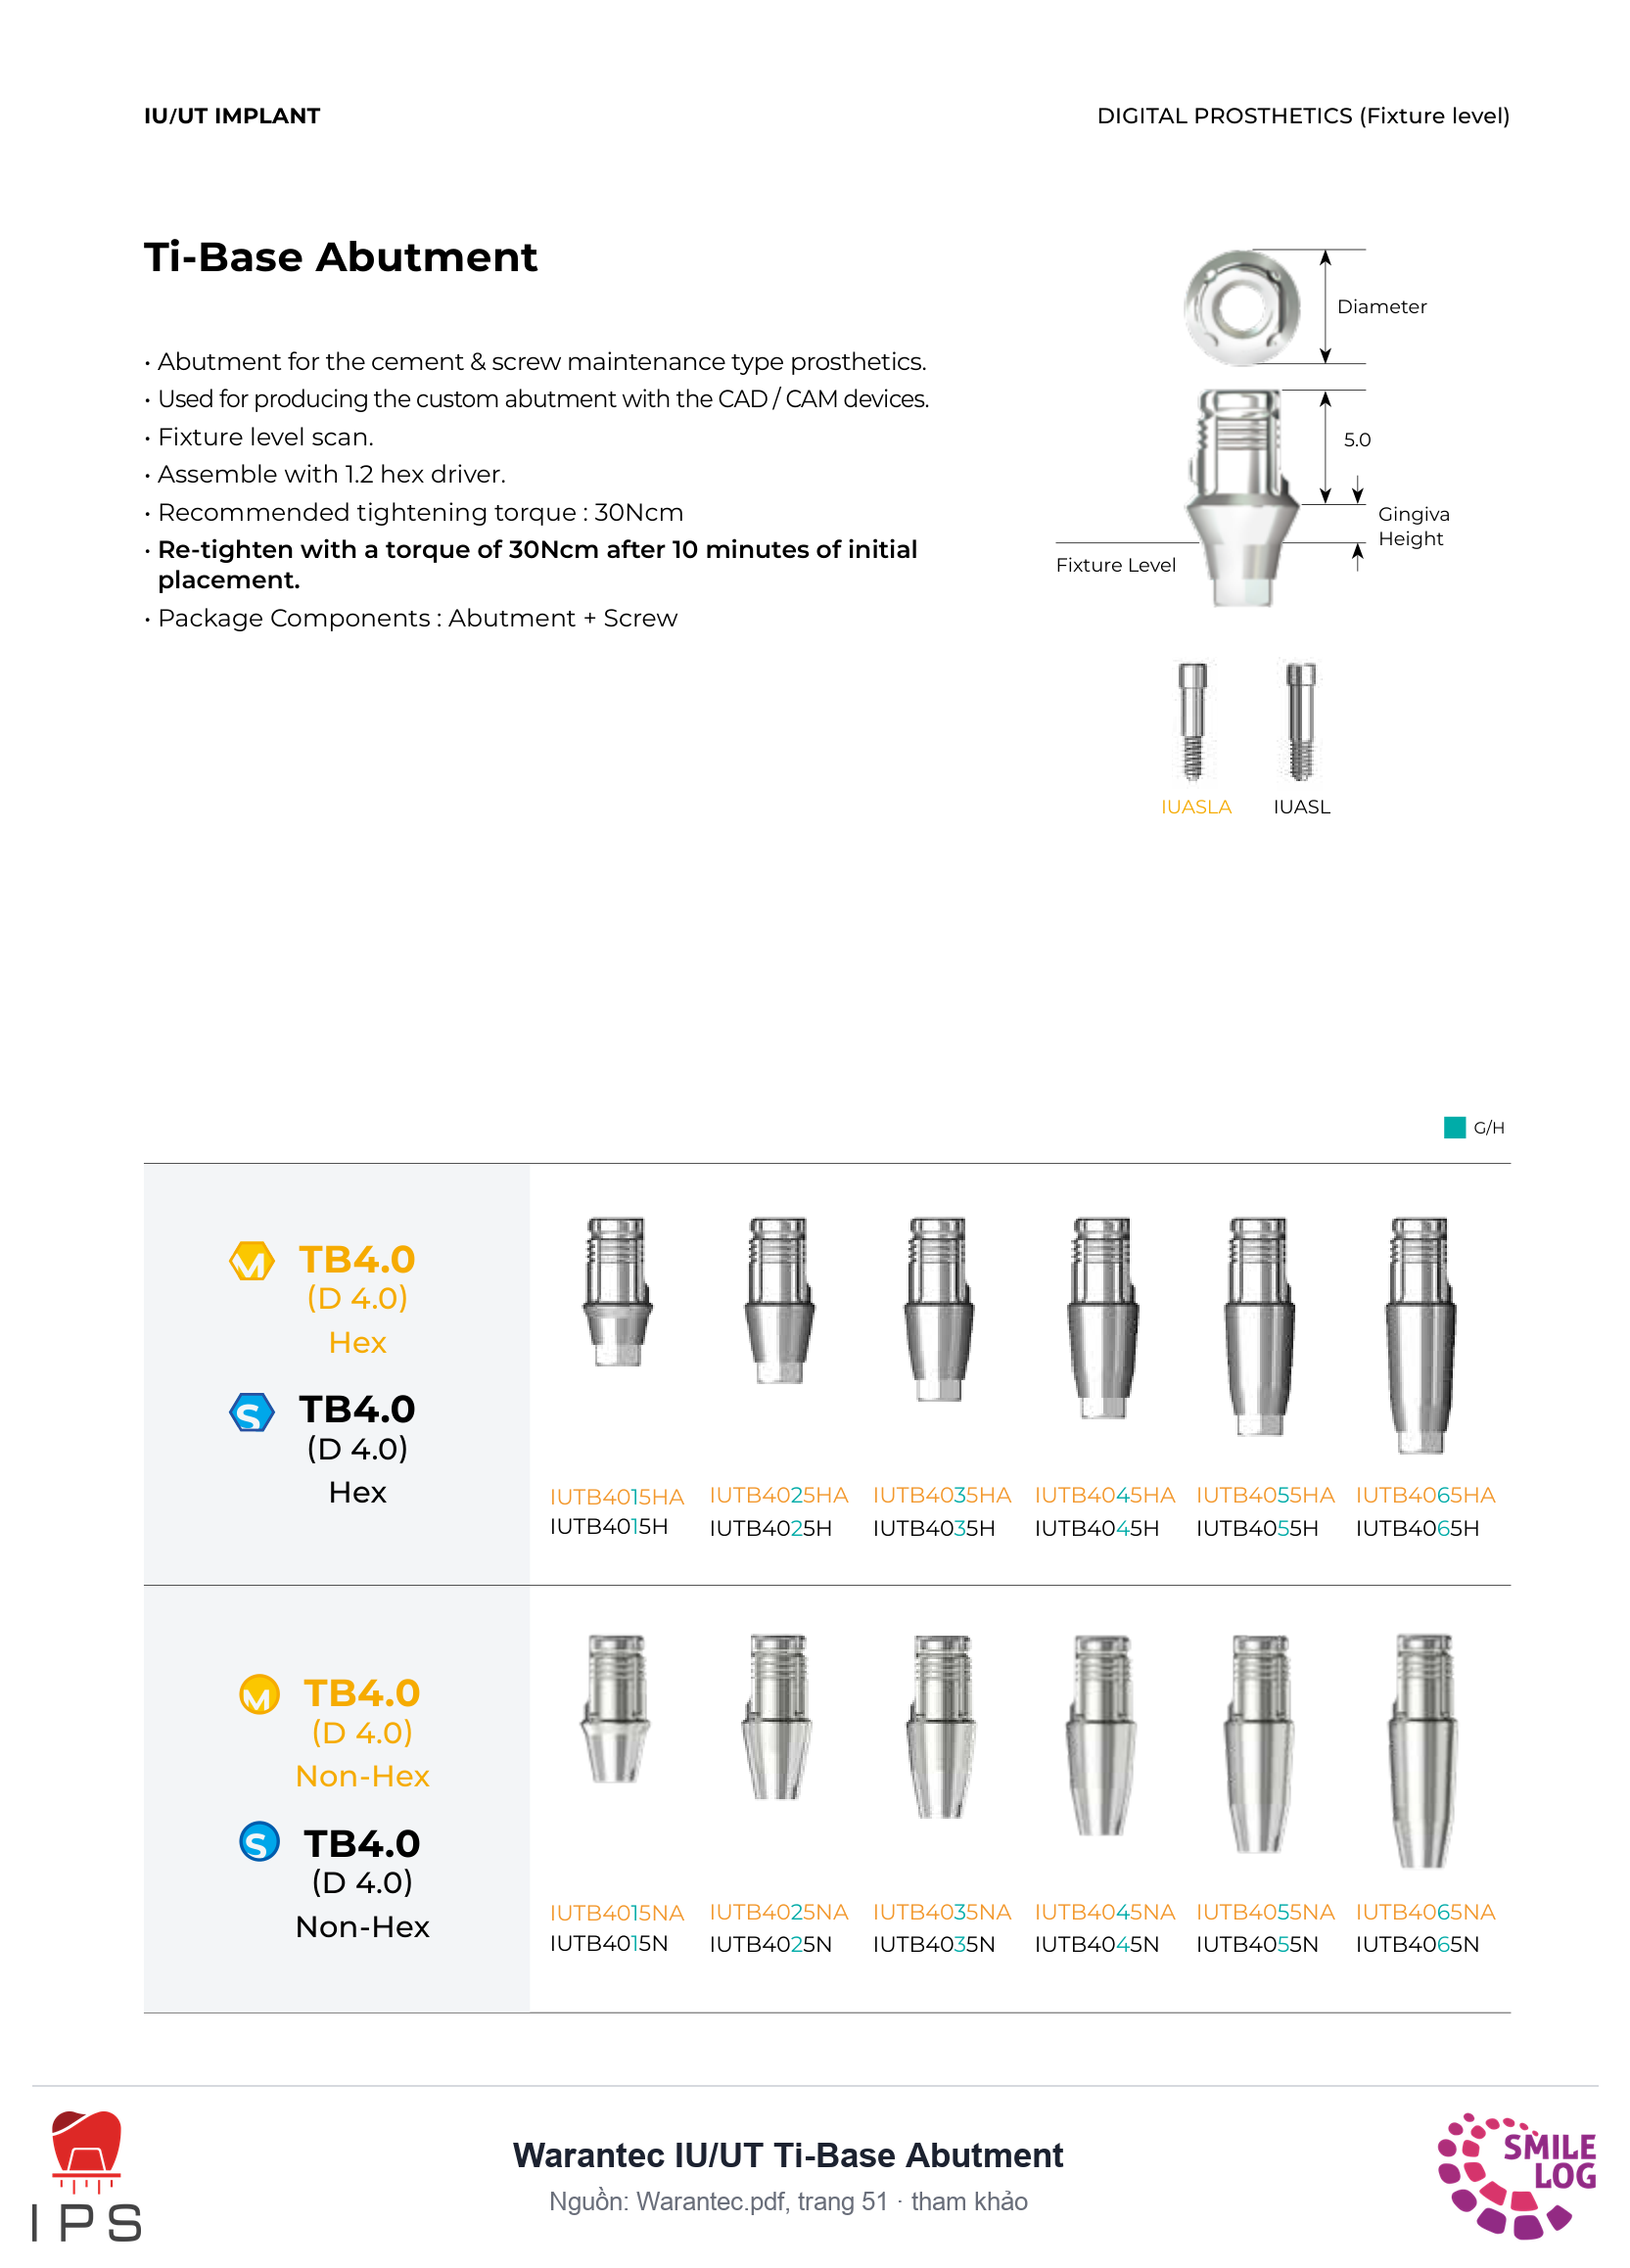 IU/UT IMPLANT
DIGITAL PROSTHETICS (Fixture level)
Ti-Base Abutment
• Abutment for the cement & screw maintenance type prosthetics.
• Used for producing the custom abutment with the CAD / CAM devices.
• Fixture level scan.
• Assemble with 1.2 hex driver.
• Recommended tightening torque : 30Ncm
• Re-tighten with a torque of 30Ncm after 10 minutes of initial
placement.
• Package Components : Abutment + Screw
Diameter
5.0
Gingiva
Height
Fixture Level
IUASLA IUASL
G/H
M TB4.0
(D 4.0)
Hex
S TB4.0
(D 4.0)
Hex
IUTB4015HA IUTB4025HA IUTB4035HA IUTB4045HA IUTB4055HA IUTB4065HA
IUTB4015H IUTB4025H IUTB4035H IUTB4045H IUTB4055H IUTB4065H
M TB4.0
(D 4.0)
Non-Hex
S TB4.0
(D 4.0)
Non-Hex
IUTB4015NA IUTB4025NA IUTB4035NA IUTB4045NA IUTB4055NA IUTB4065NA
IUTB4015N IUTB4025N IUTB4035N IUTB4045N IUTB4055N IUTB4065N
IPS
Warantec IU/UT Ti-Base Abutment
Nguồn: Warantec.pdf, trang 51 · tham khảo
SMILE
LOG